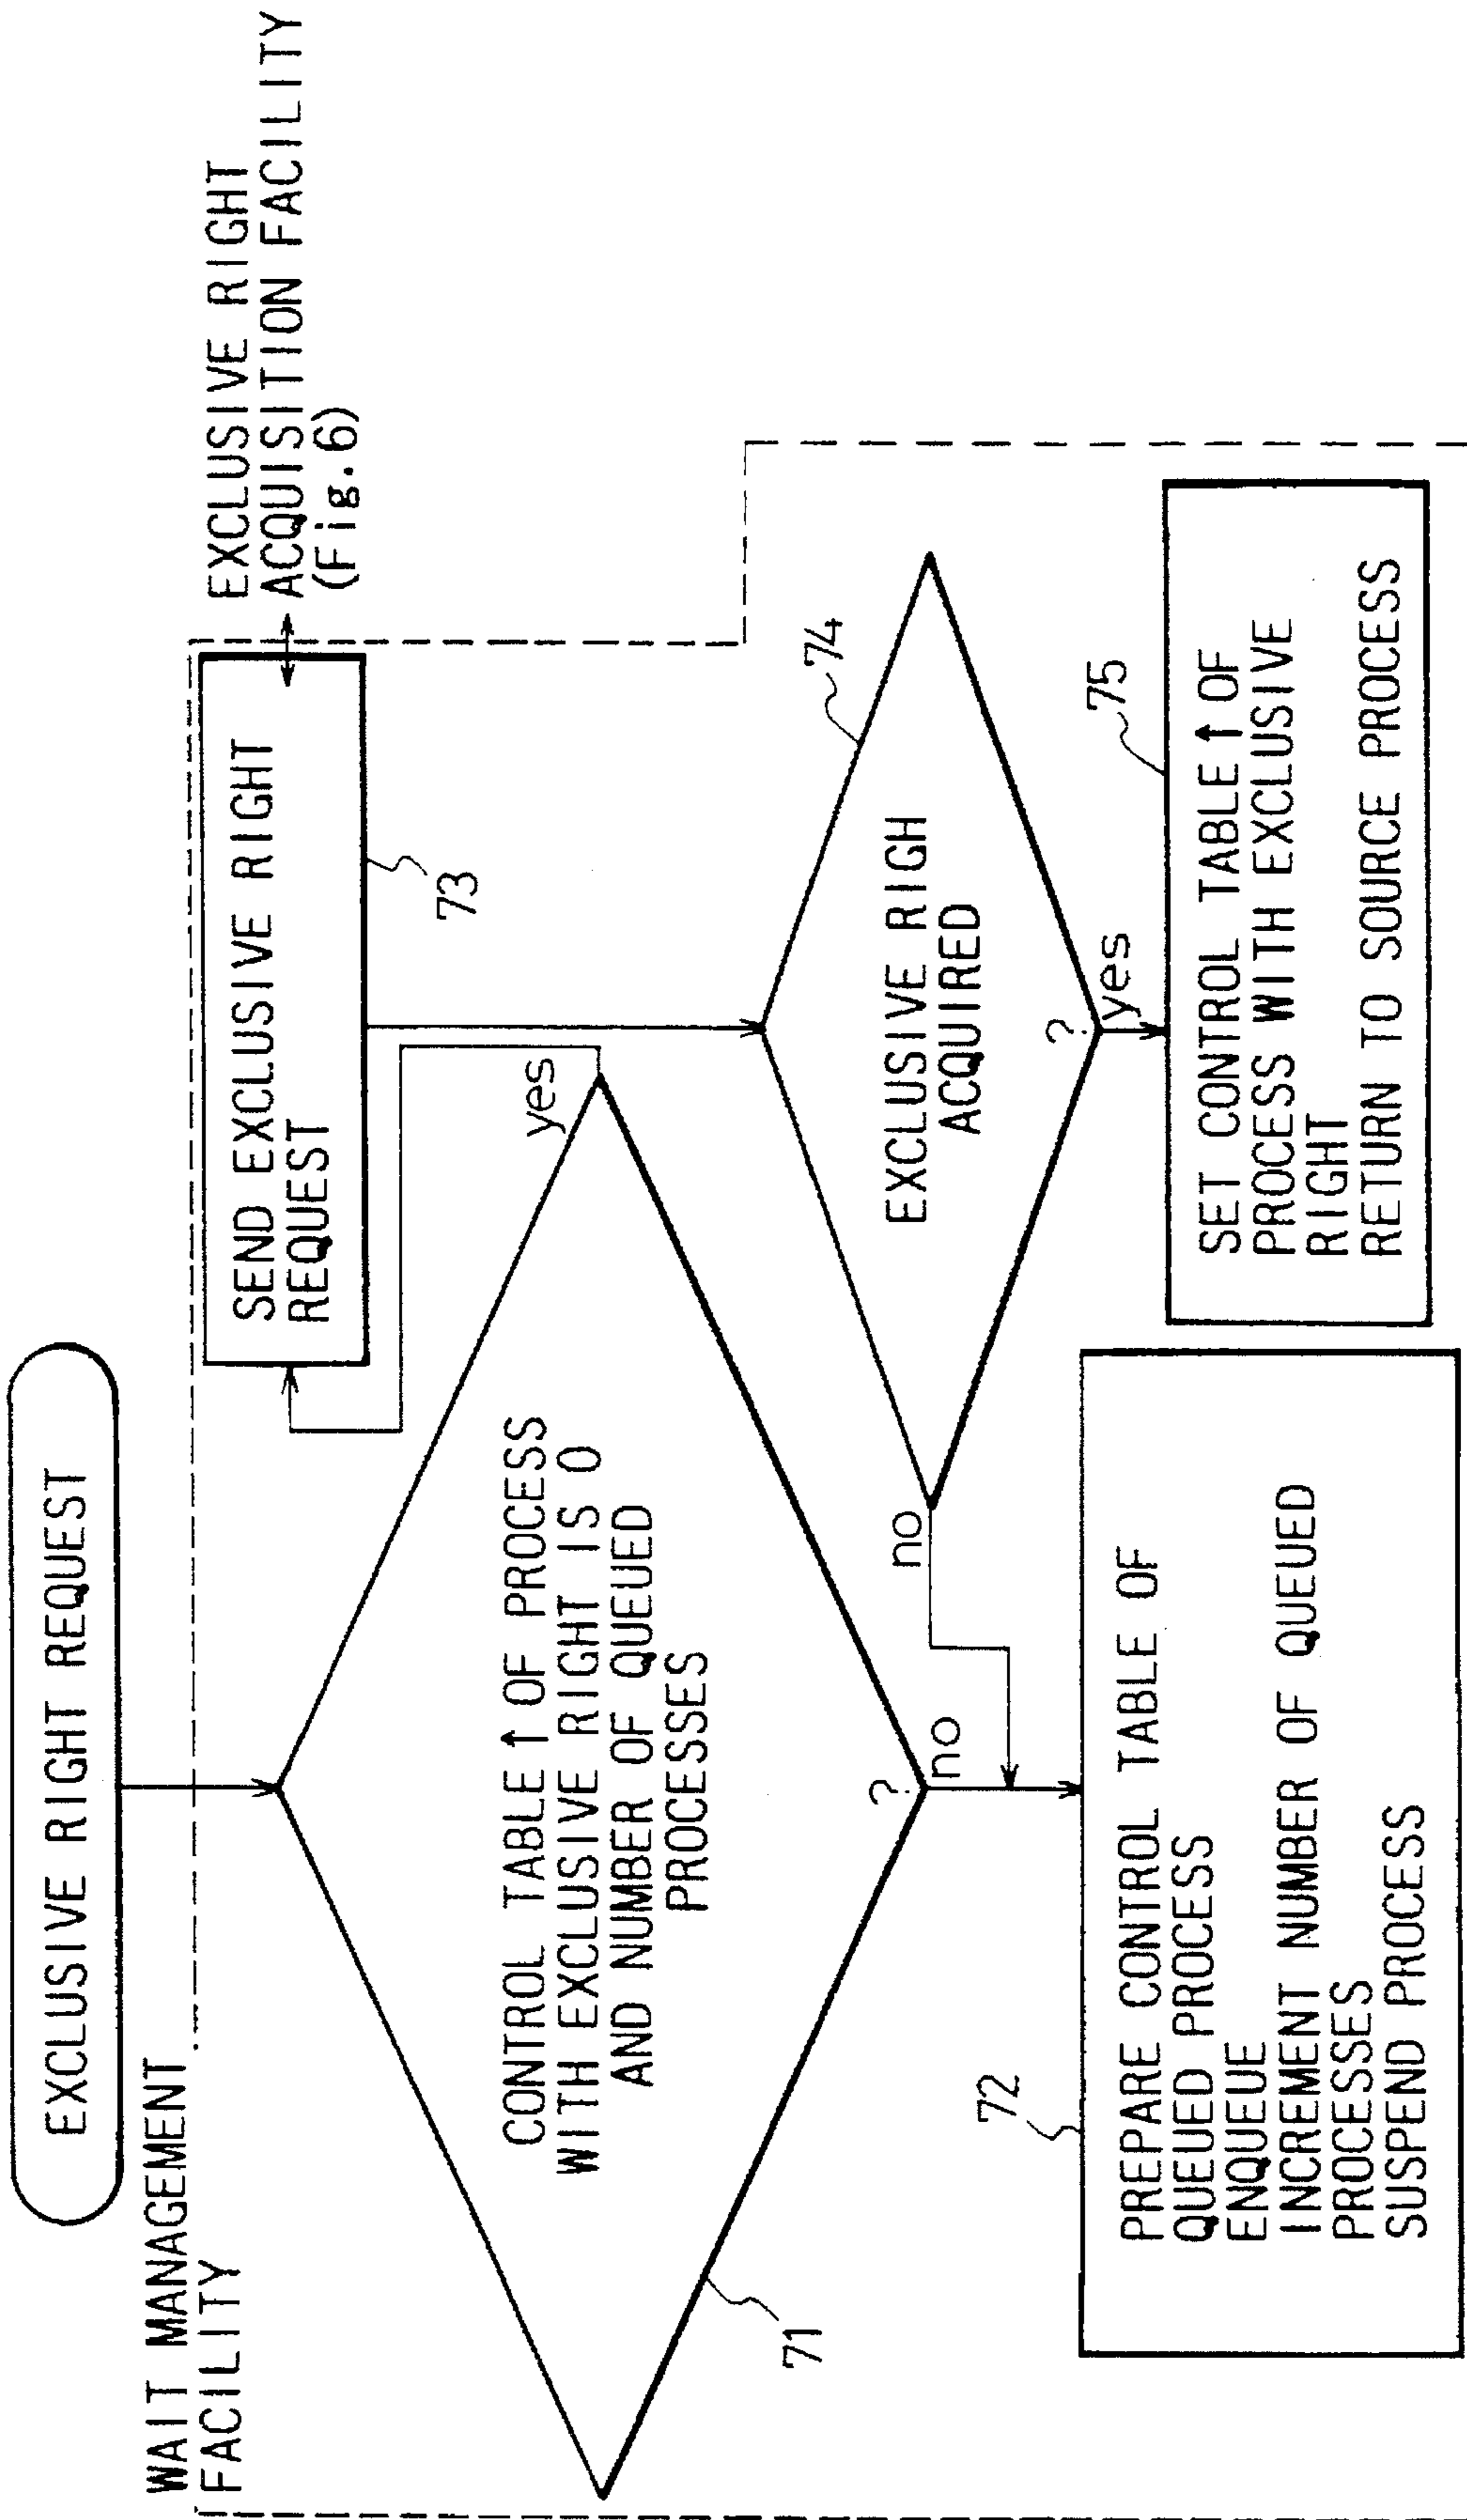 EXCLUSIVE RIGHT REQUEST
WAIT MANAGEMENT
FACILITY
CONTROL TABLE ↑ OF PROCESS
WITH EXCLUSIVE RIGHT IS 0
AND NUMBER OF QUEUED
PROCESSES
?
yes
no
71
SEND EXCLUSIVE RIGHT
REQUEST
73
EXCLUSIVE RIGHT
ACQUISITION FACILITY
(Fig.6)
EXCLUSIVE RIGH
ACQUIRED
?
74
no
yes
72
PREPARE CONTROL TABLE OF
QUEUED PROCESS
ENQUEUE
INCREMENT NUMBER OF QUEUED
PROCESSES
SUSPEND PROCESS
75
SET CONTROL TABLE ↑ OF
PROCESS WITH EXCLUSIVE
RIGHT
RETURN TO SOURCE PROCESS